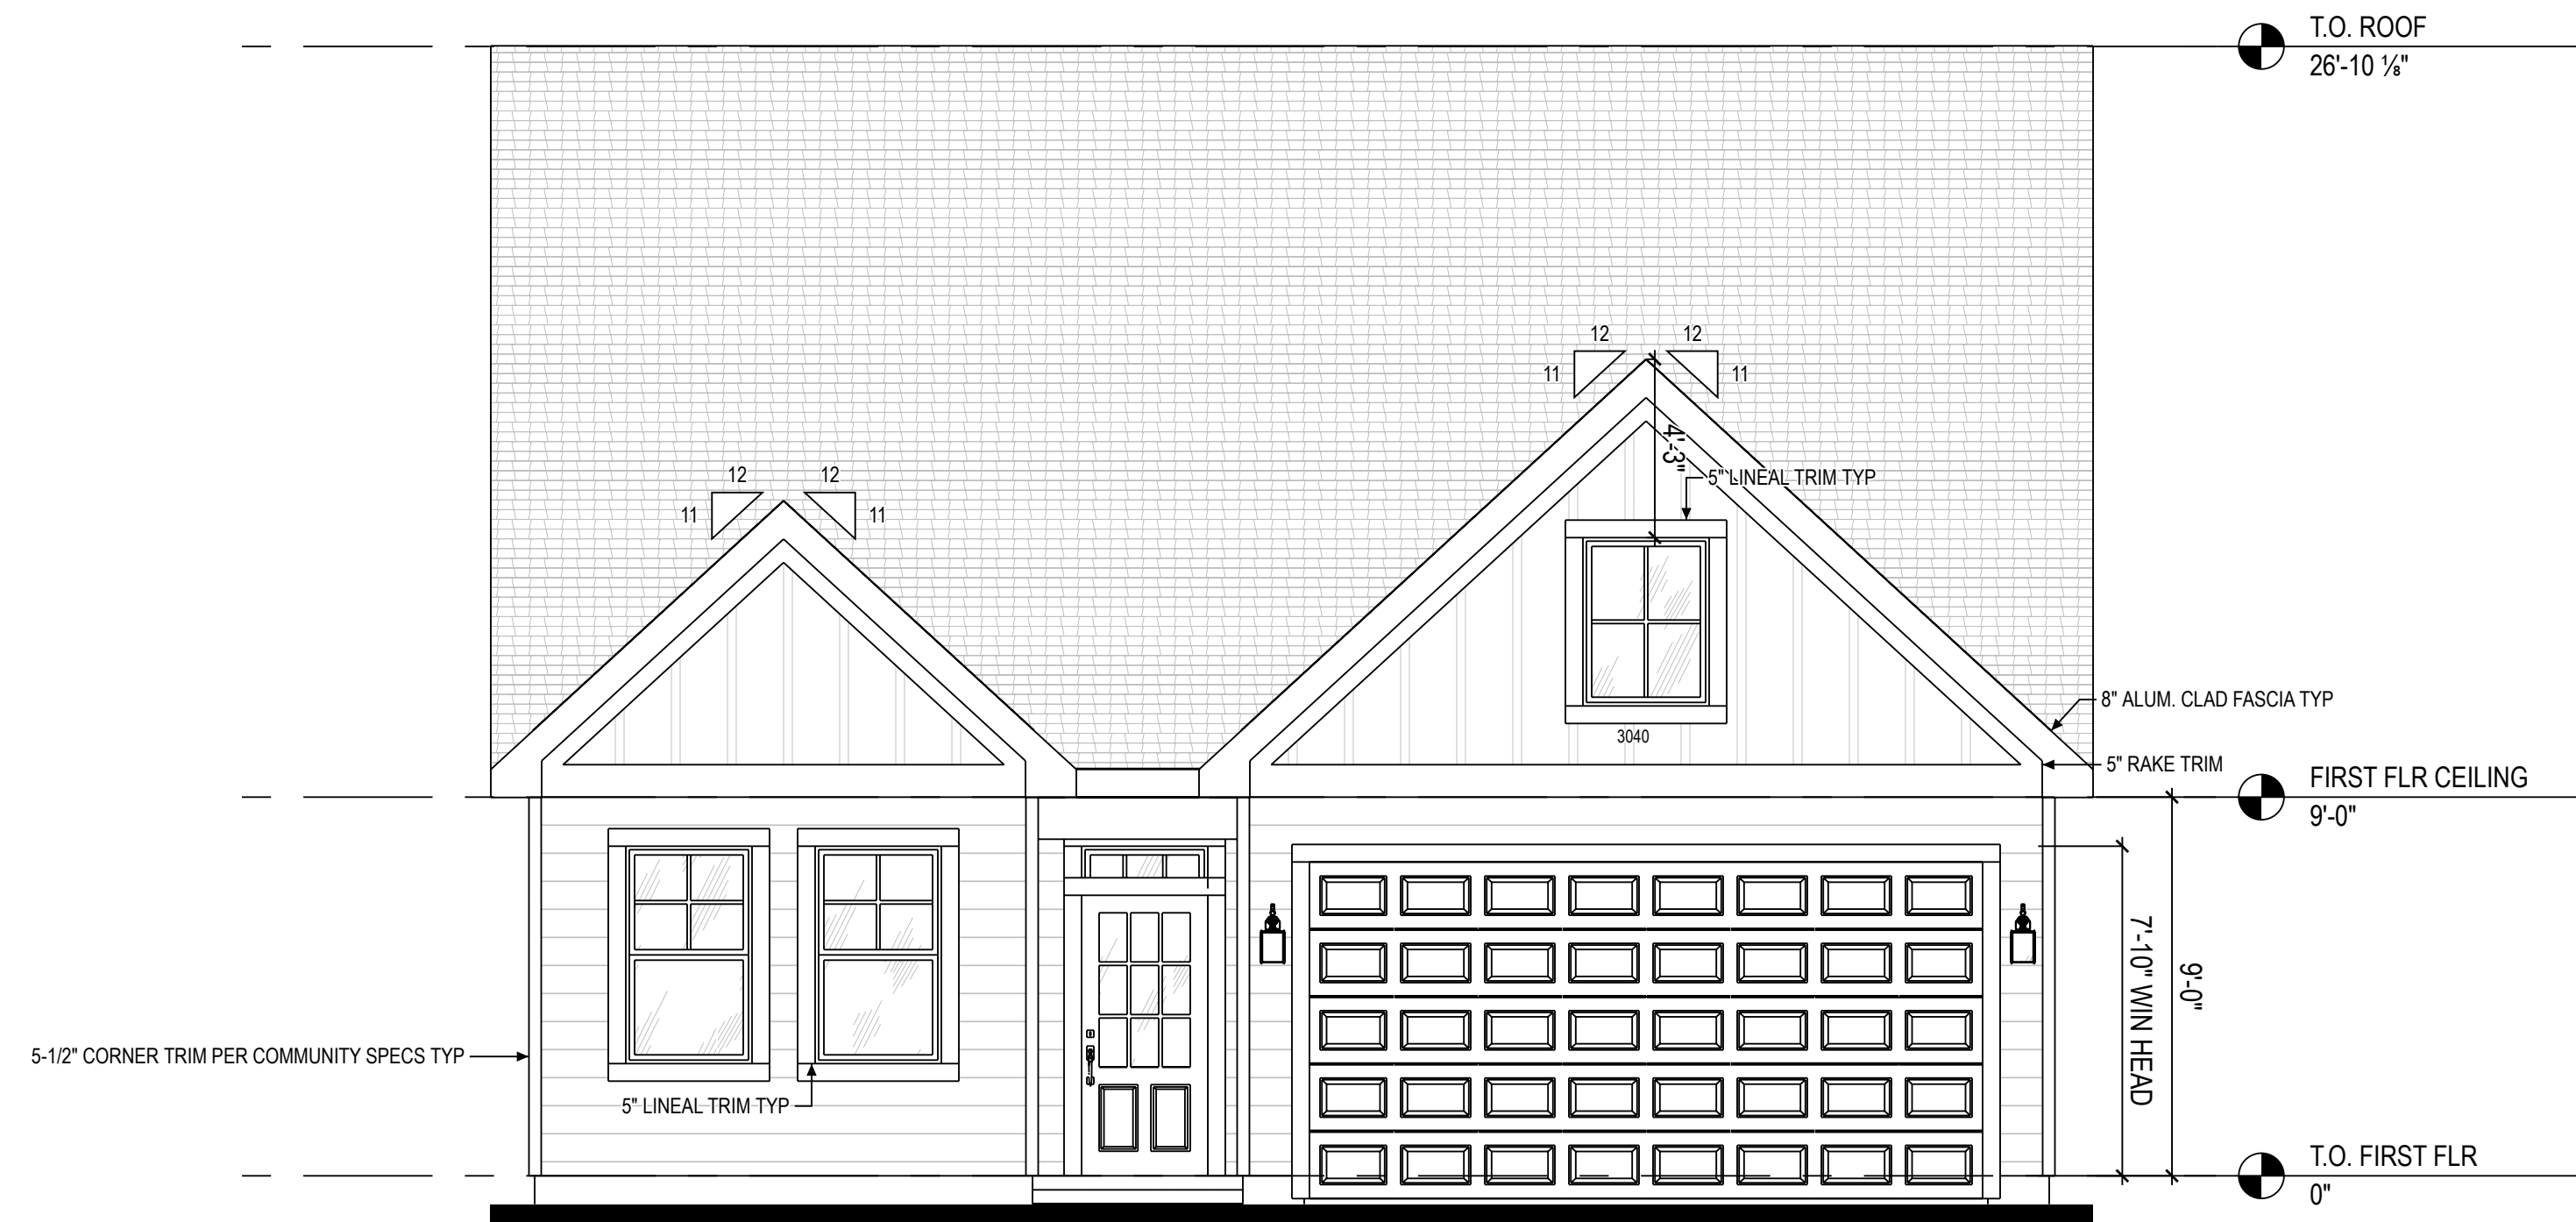 T.O. ROOF
26'-10 ⅛"
12
12
11
11
4'-3"
5" LINEAL TRIM TYP
12
12
11
11
8" ALUM. CLAD FASCIA TYP
3040
5" RAKE TRIM
FIRST FLR CEILING
9'-0"
7'-10" WIN HEAD
9'-0"
5-1/2" CORNER TRIM PER COMMUNITY SPECS TYP
5" LINEAL TRIM TYP
T.O. FIRST FLR
0"